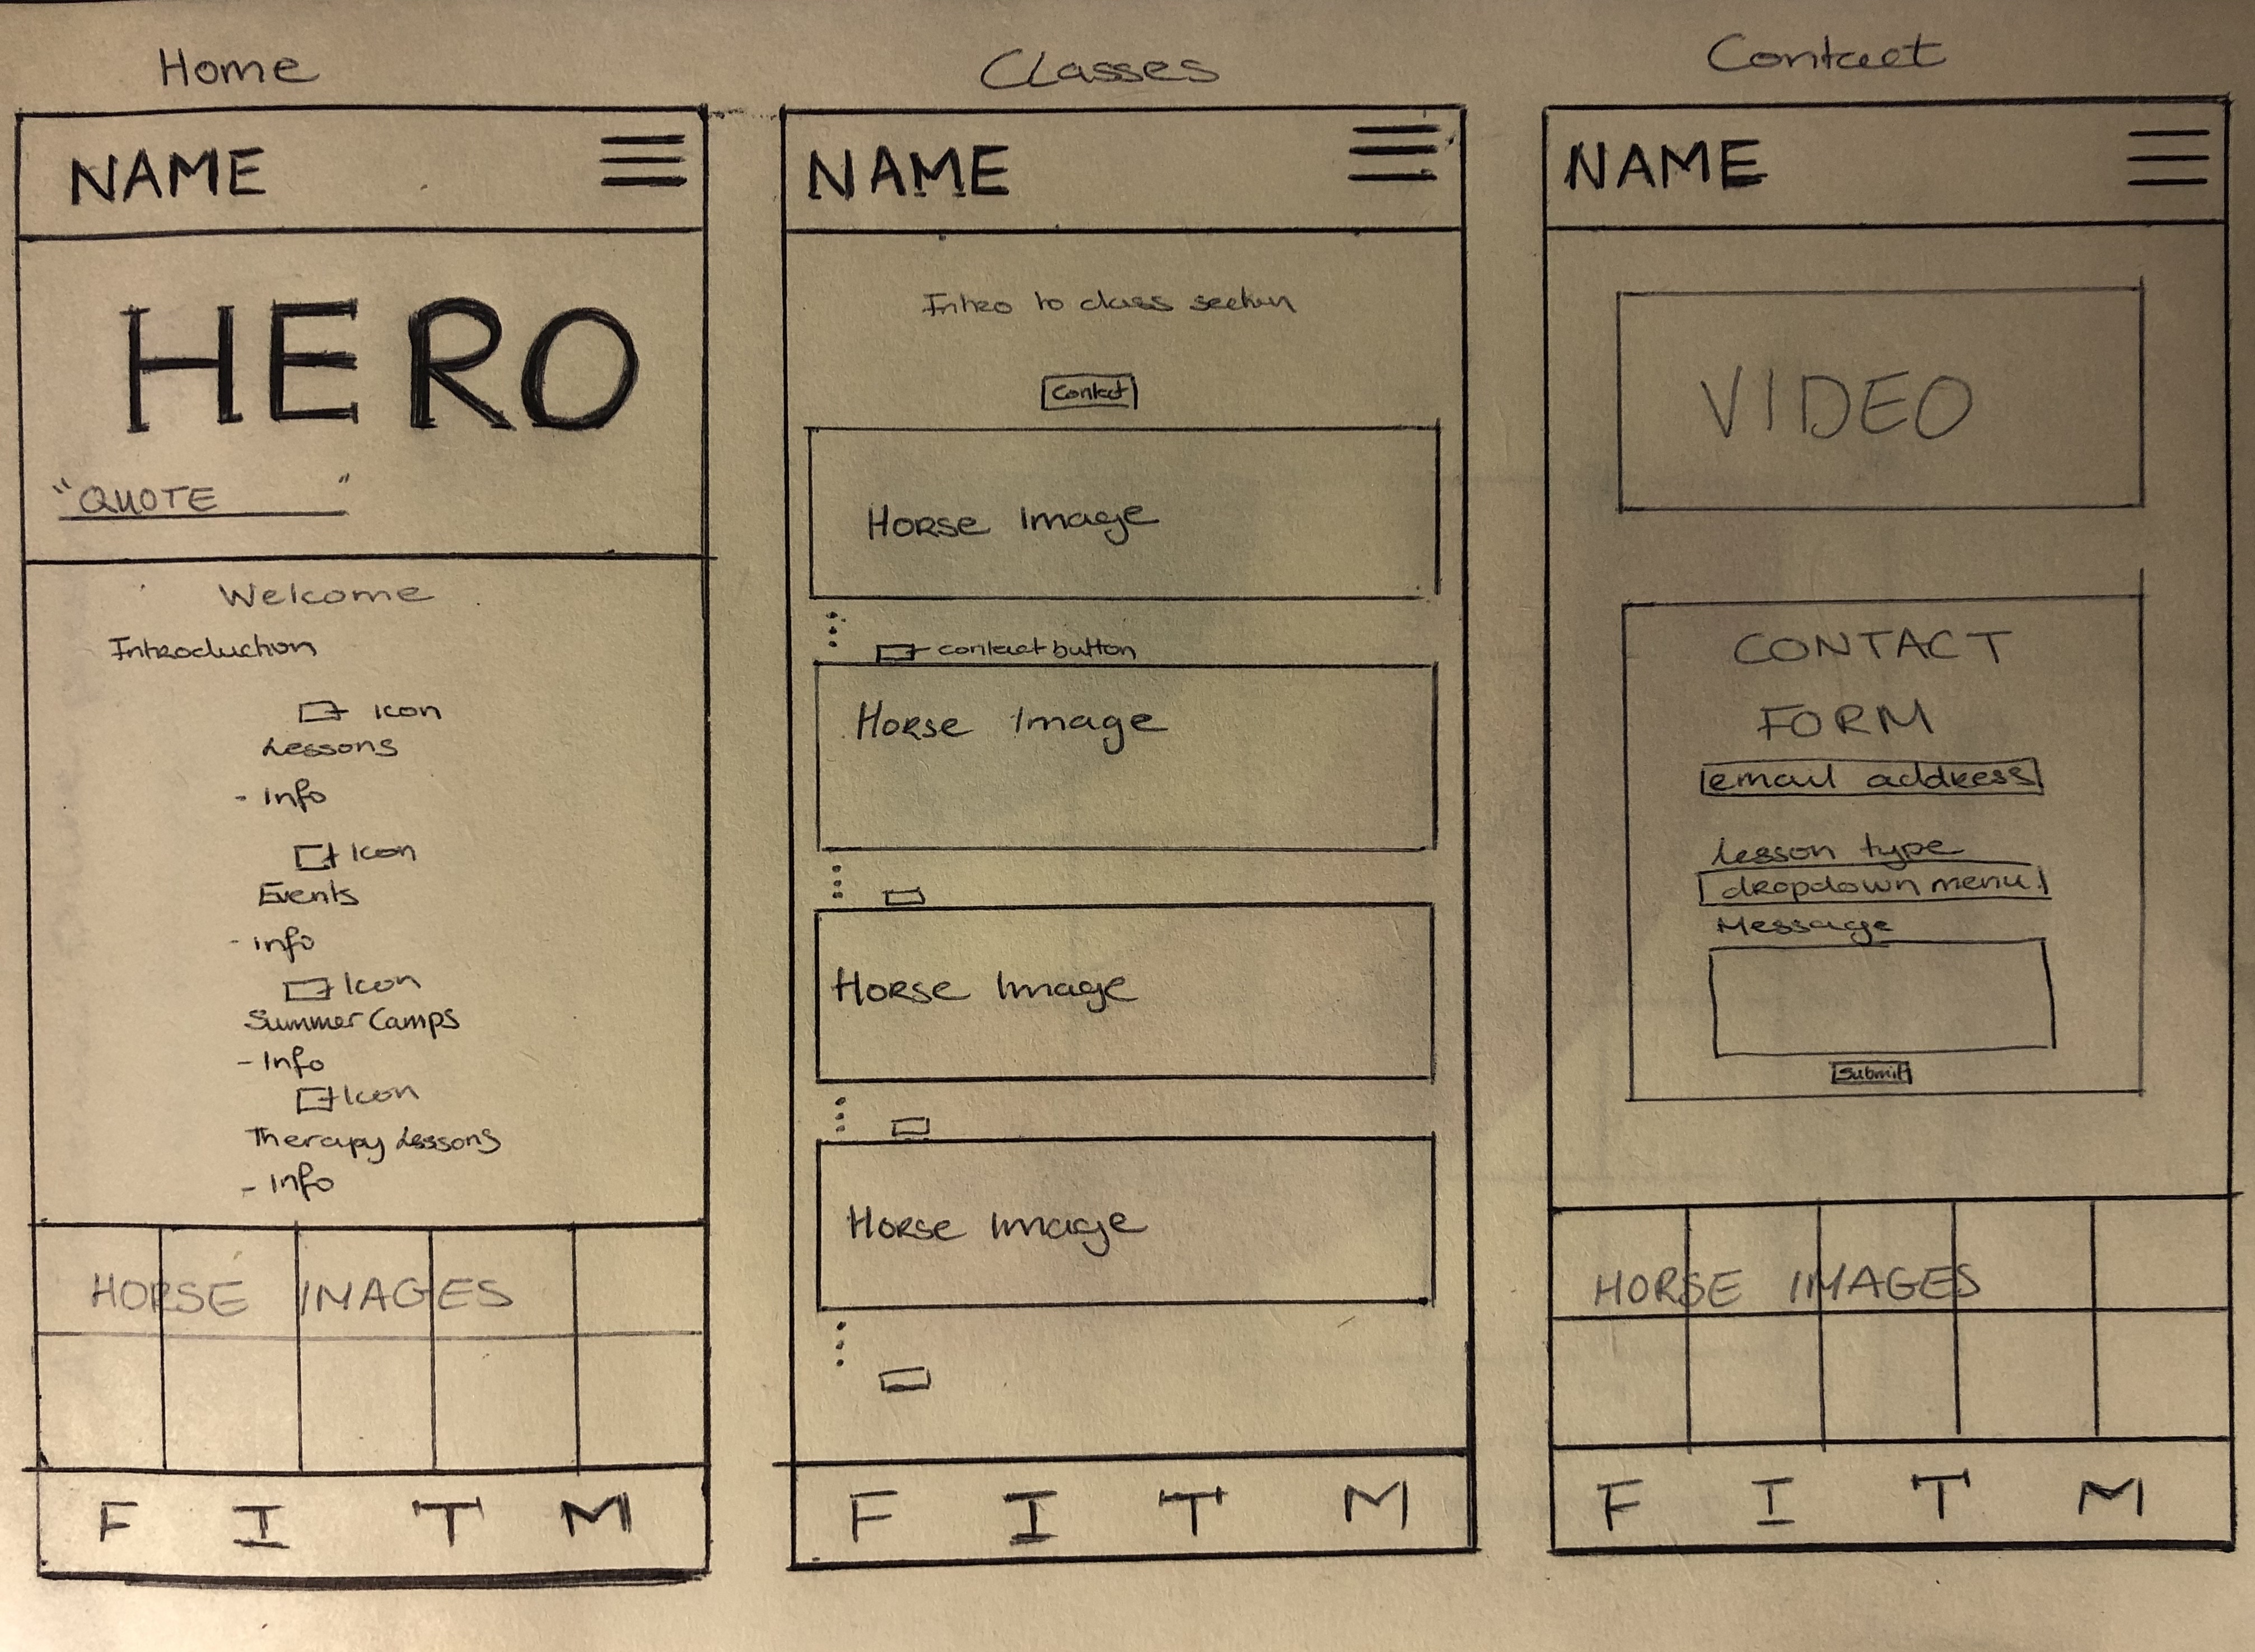 Home
NAME
HERO
"QUOTE "
Welcome
Introduction
Icon
Lessons
- Info
Icon
Events
- Info
Icon
Summer Camps
- Info
Icon
Therapy Lessons
- Info
HORSE IMAGES
F I T M
Classes
NAME
Intro to class section
Contact
Horse Image
contact button
Horse Image
Horse Image
Horse Image
F I T M
Contact
NAME
VIDEO
CONTACT
FORM
email address
Lesson type
dropdown menu
Message
Submit
HORSE IMAGES
F I T M